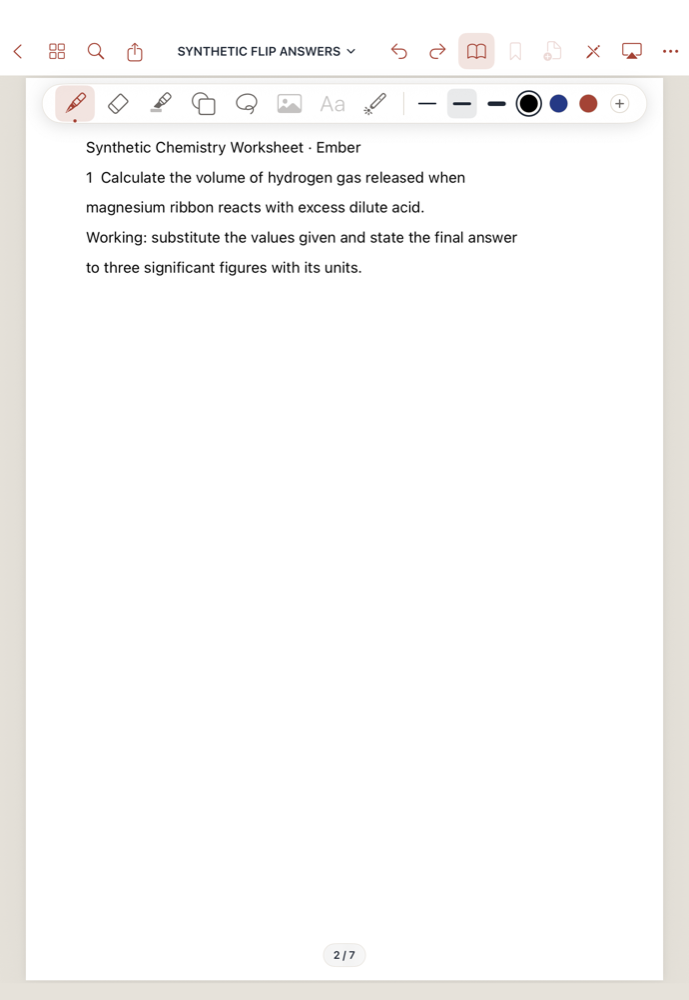 SYNTHETIC FLIP ANSWERS
Aa
Synthetic Chemistry Worksheet · Ember
1 Calculate the volume of hydrogen gas released when
magnesium ribbon reacts with excess dilute acid.
Working: substitute the values given and state the final answer
to three significant figures with its units.
2 / 7